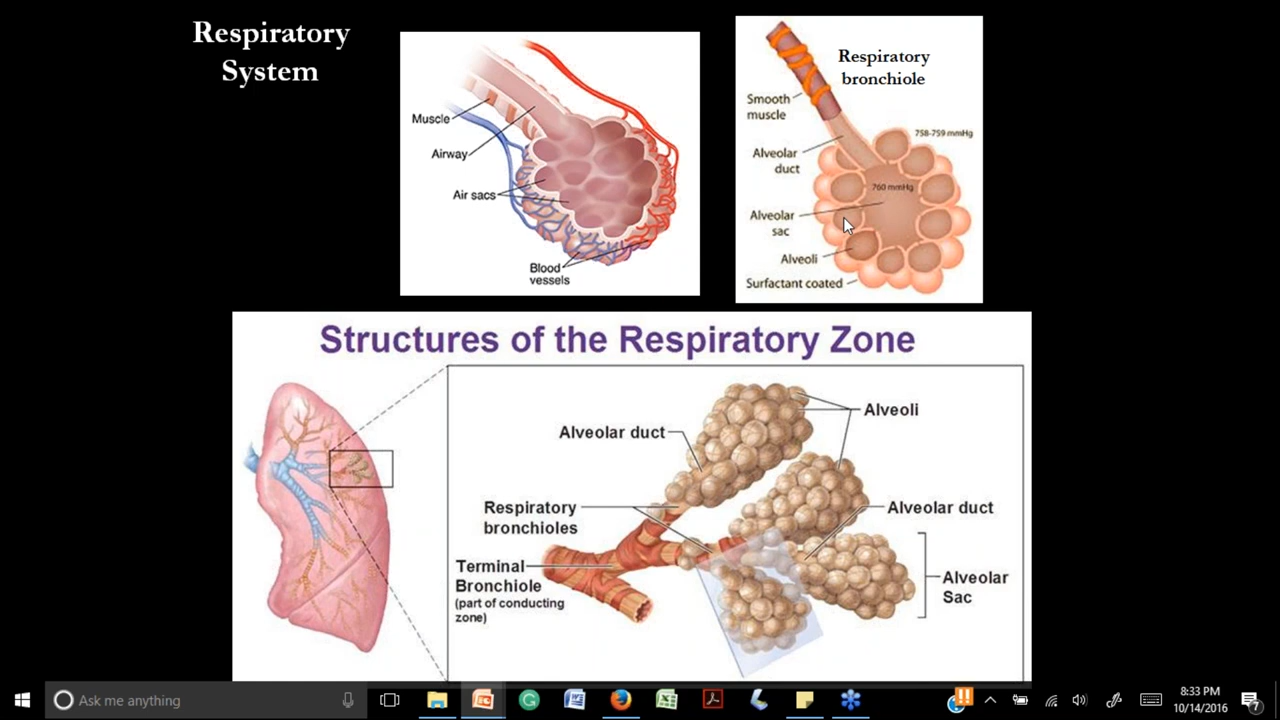 Respiratory
System
Muscle
Airway
Air sacs
Blood
vessels
Respiratory
bronchiole
Smooth
muscle
758-759 mmHg
Alveolar
duct
760 mmHg
Alveolar
sac
Alveoli
Surfactant coated
Structures of the Respiratory Zone
Alveoli
Alveolar duct
Respiratory
bronchioles
Alveolar duct
Terminal
Bronchiole
(part of conducting
zone)
Alveolar
Sac
Ask me anything
8:33 PM
10/14/2016
7